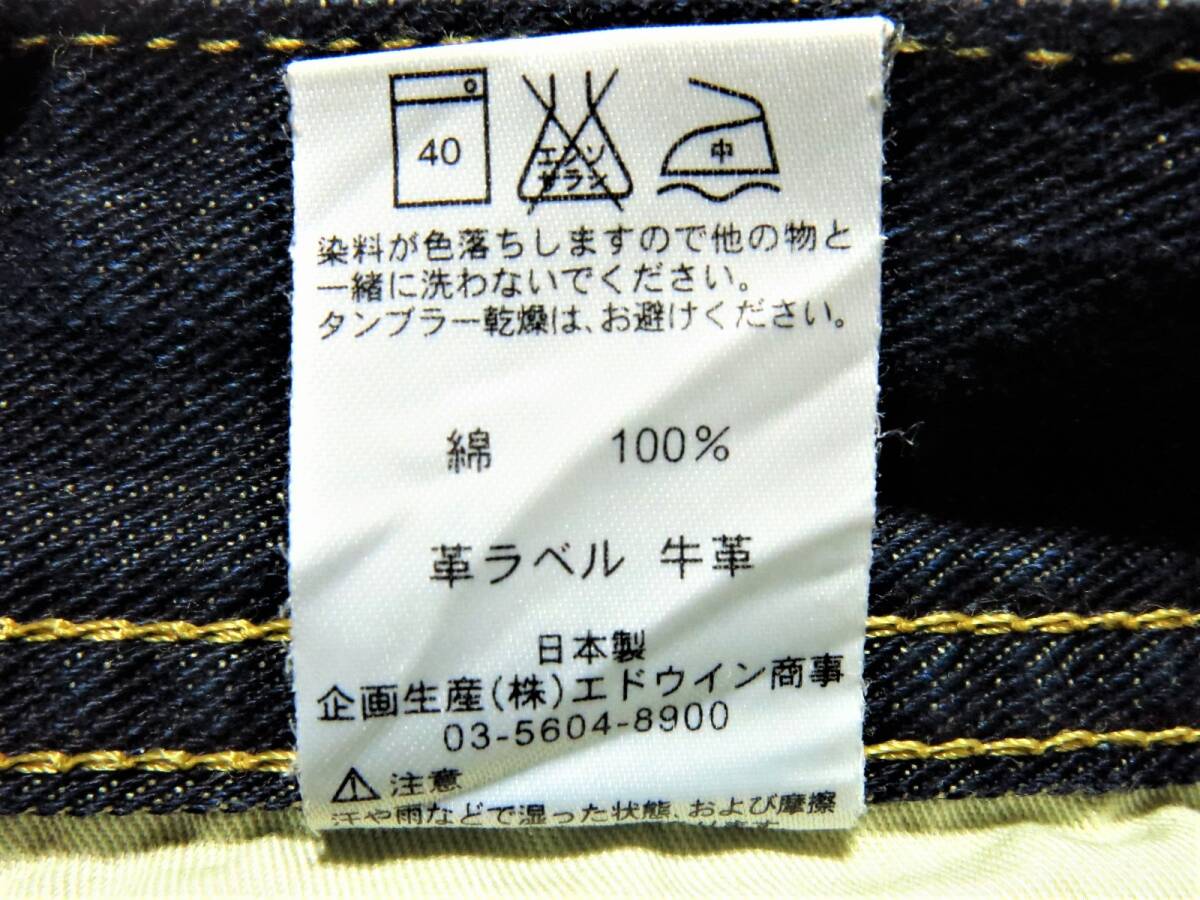 40
エンソ
サラシ
中
染料が色落ちしますので他の物と
一緒に洗わないでください。
タンブラー乾燥は、お避けください。
綿 100%
革ラベル 牛革
日本製
企画生産(株)エドウイン商事
03-5604-8900
注意
汗や雨などで湿った状態、および摩擦